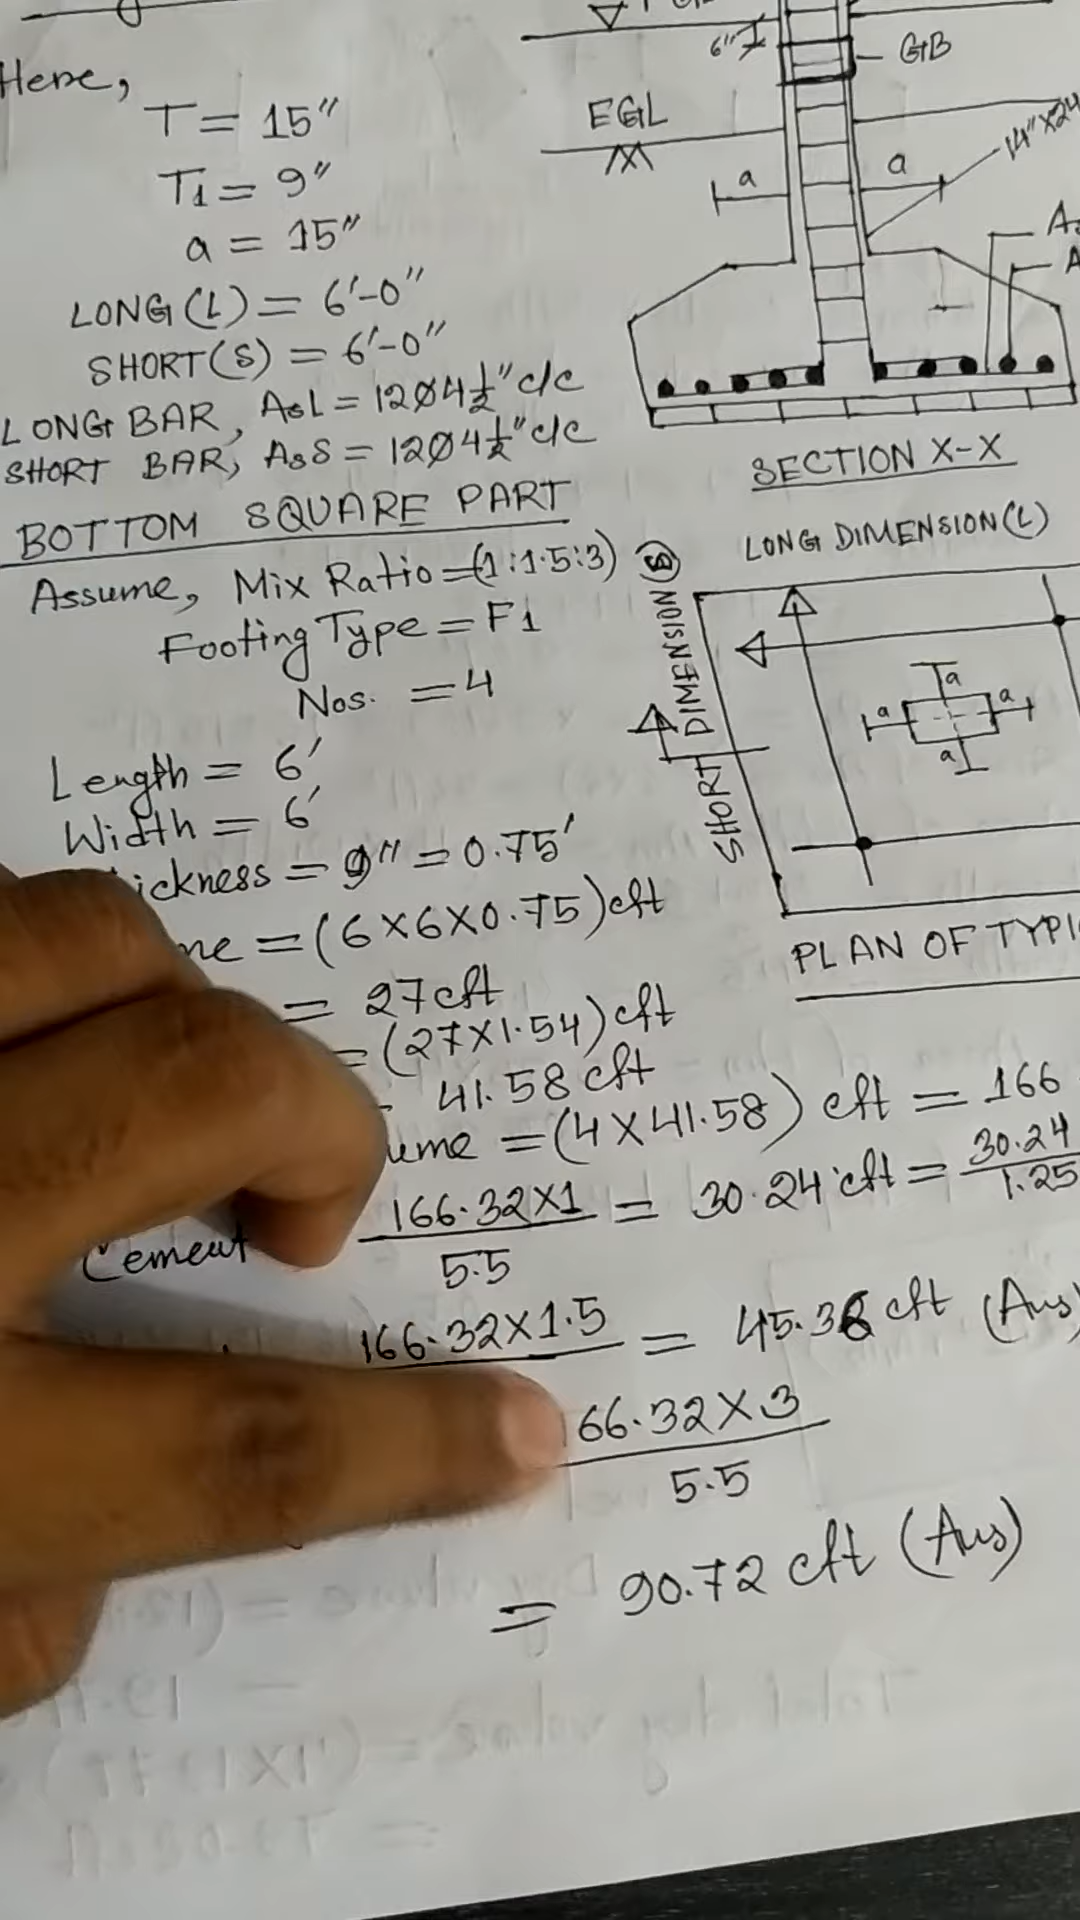 Here,
T = 15"
T1 = 9"
a = 15"
LONG (L) = 6'-0"
SHORT (S) = 6'-0"
LONG BAR, AsL = 12Ø4½" c/c
SHORT BAR, AsS = 12Ø4½" c/c
BOTTOM SQUARE PART
Assume, Mix Ratio = (1:1.5:3)
Footing Type = F1
Nos. = 4
Length = 6'
Width = 6'
ickness = 9" = 0.75'
me = (6×6×0.75) cft
= 27 cft
= (27×1.54) cft
41.58 cft
ume = (4×41.58) cft = 166
Cement 166.32×1 / 5.5 = 30.24 cft = 30.24 / 1.25
166.32×1.5 = 45.36 cft (Ans)
66.32×3 / 5.5
= 90.72 cft (Ans)
6"
GB
EGL
14"×24
a
a
A
SECTION X-X
LONG DIMENSION (L)
SHORT DIMENSION (S)
a
a
a
a
PLAN OF TYPI